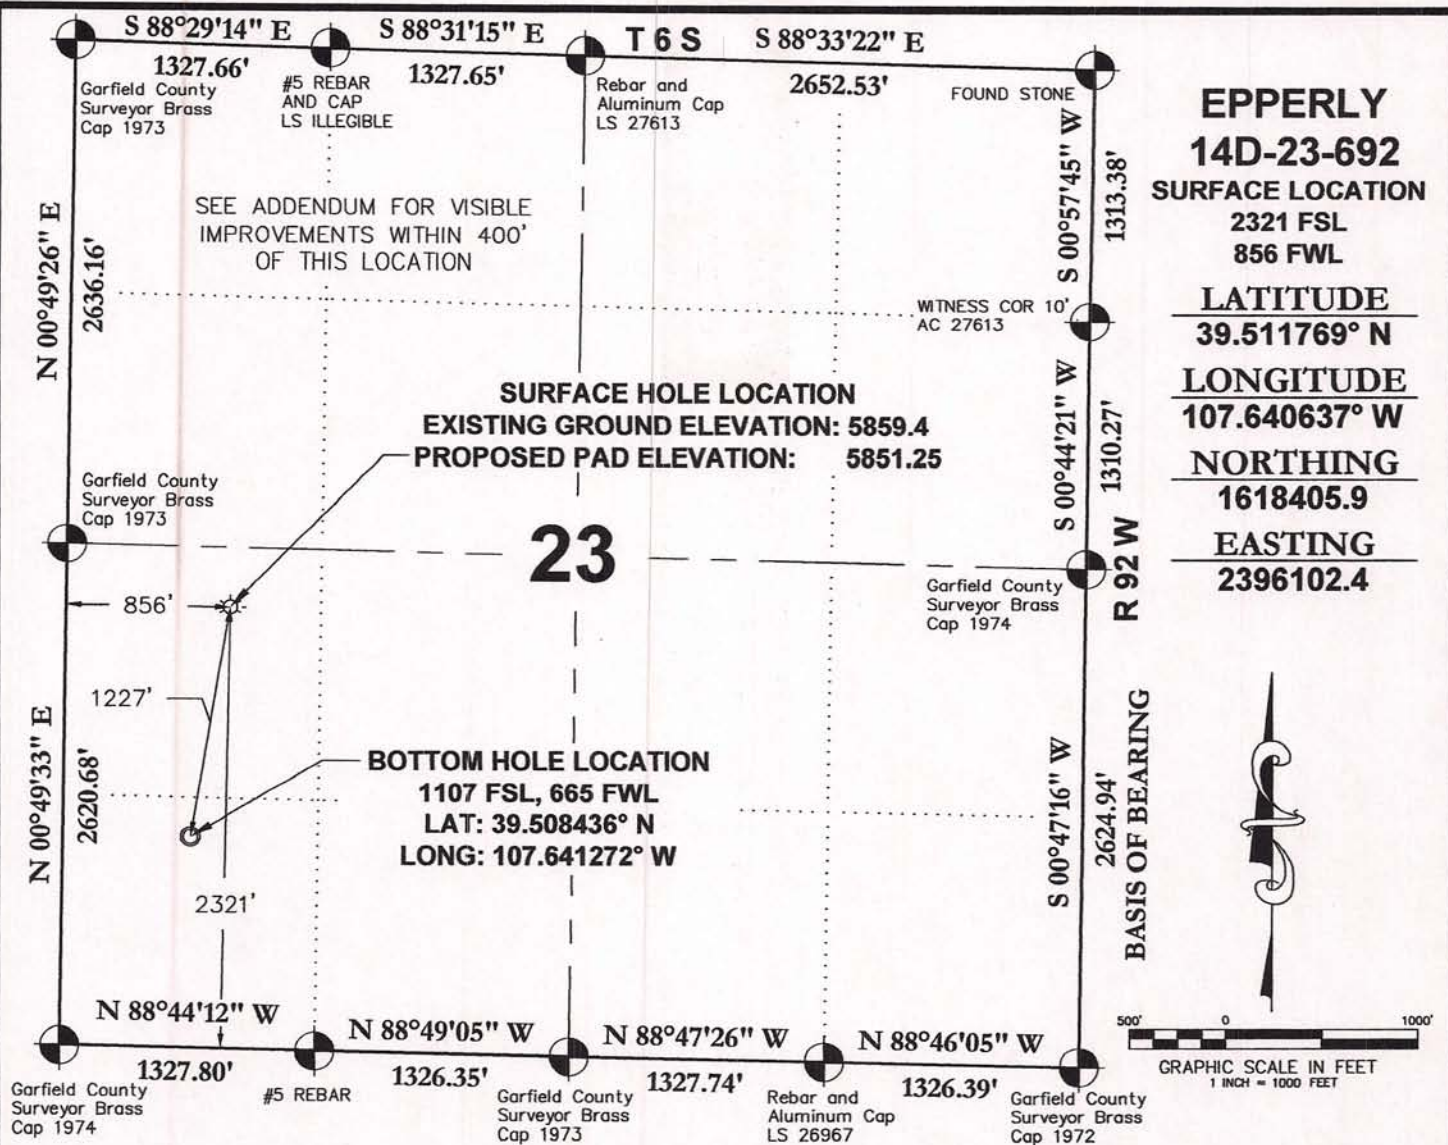 S 88°29'14" E
S 88°31'15" E
T 6 S
S 88°33'22" E
1327.66'
1327.65'
2652.53'
Garfield County
Surveyor Brass
Cap 1973
#5 REBAR
AND CAP
LS ILLEGIBLE
Rebar and
Aluminum Cap
LS 27613
FOUND STONE
SEE ADDENDUM FOR VISIBLE
IMPROVEMENTS WITHIN 400'
OF THIS LOCATION
N 00°49'26" E
2636.16'
S 00°57'45" W
1313.38'
WITNESS COR 10'
AC 27613
SURFACE HOLE LOCATION
EXISTING GROUND ELEVATION: 5859.4
PROPOSED PAD ELEVATION: 5851.25
S 00°44'21" W
1310.27'
Garfield County
Surveyor Brass
Cap 1973
23
R 92 W
Garfield County
Surveyor Brass
Cap 1974
856'
1227'
N 00°49'33" E
2620.68'
BOTTOM HOLE LOCATION
1107 FSL, 665 FWL
LAT: 39.508436° N
LONG: 107.641272° W
S 00°47'16" W
2624.94'
BASIS OF BEARING
2321'
N 88°44'12" W
N 88°49'05" W
N 88°47'26" W
N 88°46'05" W
1327.80'
1326.35'
1327.74'
1326.39'
Garfield County
Surveyor Brass
Cap 1974
#5 REBAR
Garfield County
Surveyor Brass
Cap 1973
Rebar and
Aluminum Cap
LS 26967
Garfield County
Surveyor Brass
Cap 1972
EPPERLY
14D-23-692
SURFACE LOCATION
2321 FSL
856 FWL
LATITUDE
39.511769° N
LONGITUDE
107.640637° W
NORTHING
1618405.9
EASTING
2396102.4
500' 0 1000'
GRAPHIC SCALE IN FEET
1 INCH = 1000 FEET